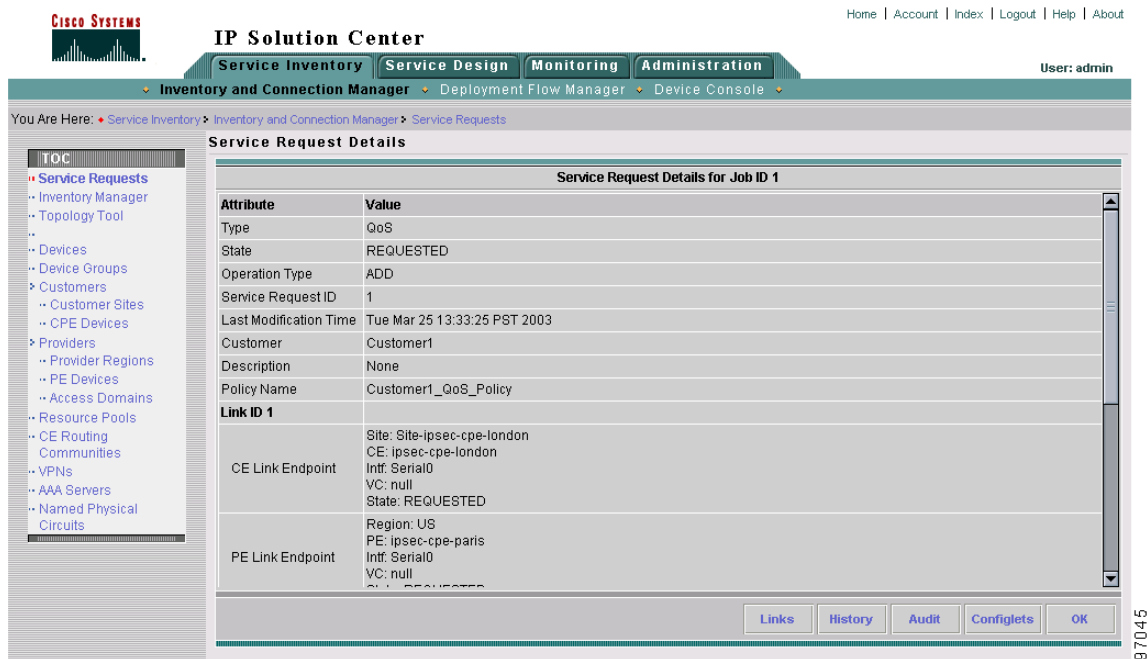 Home | Account | Index | Logout | Help | About
CISCO SYSTEMS
IP Solution Center
Service Inventory Service Design Monitoring Administration
User: admin
Inventory and Connection Manager Deployment Flow Manager Device Console
You Are Here: Service Inventory Inventory and Connection Manager Service Requests
Service Request Details
TOC
Service Requests
Inventory Manager
Topology Tool
Devices
Device Groups
Customers
Customer Sites
CPE Devices
Providers
Provider Regions
PE Devices
Access Domains
Resource Pools
CE Routing
Communities
VPNs
AAA Servers
Named Physical
Circuits
Service Request Details for Job ID 1
Attribute Value
Type QoS
State REQUESTED
Operation Type ADD
Service Request ID 1
Last Modification Time Tue Mar 25 13:33:25 PST 2003
Customer Customer1
Description None
Policy Name Customer1_QoS_Policy
Link ID 1
CE Link Endpoint
Site: Site-ipsec-cpe-london
CE: ipsec-cpe-london
Intf: Serial0
VC: null
State: REQUESTED
PE Link Endpoint
Region: US
PE: ipsec-cpe-paris
Intf: Serial0
VC: null
Links History Audit Configlets OK
97045